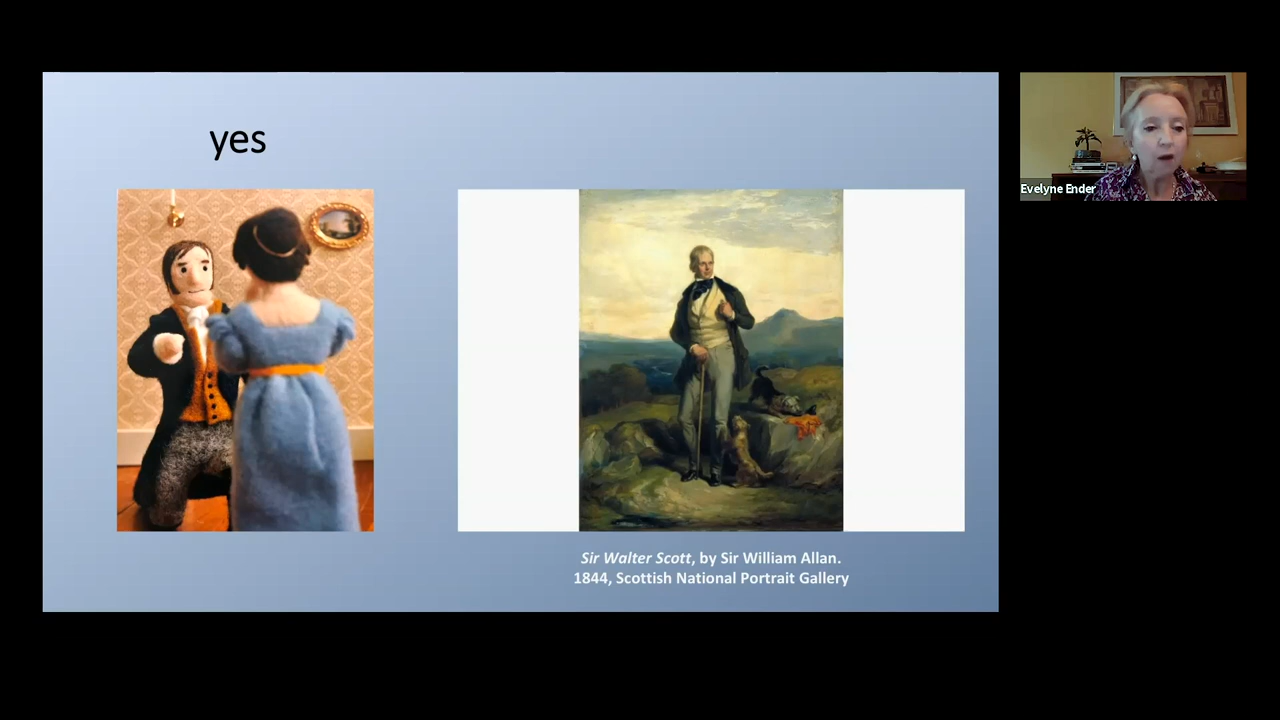 yes
Sir Walter Scott, by Sir William Allan.
1844, Scottish National Portrait Gallery
Evelyne Ender